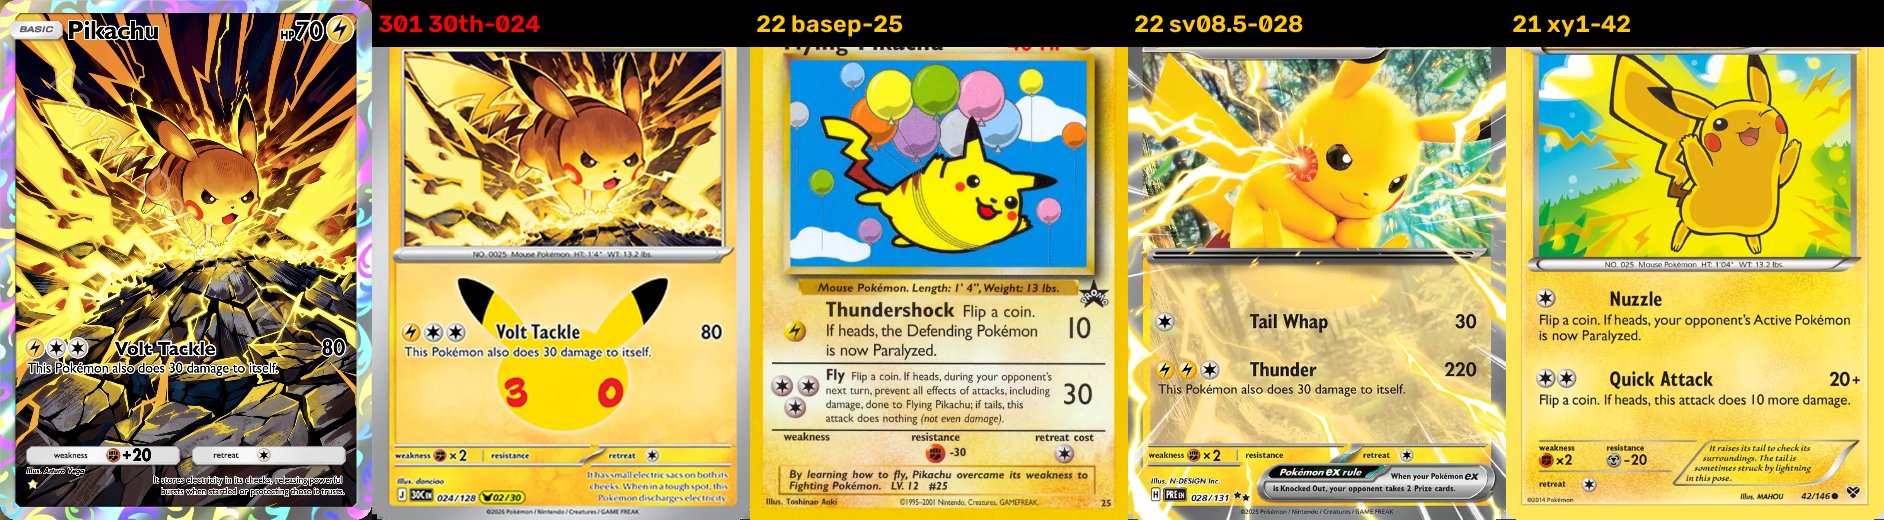 BASIC Pikachu HP70
Volt Tackle 80
This Pokémon also does 30 damage to itself.
weakness +20 retreat
It stores electricity in its cheeks, releasing powerful
bursts when startled or protecting those it trusts.
301 30th-024
NO. 0025 Mouse Pokémon HT: 1'4" WT: 13.2 lbs.
Volt Tackle 80
This Pokémon also does 30 damage to itself.
3 0
weakness ×2 resistance retreat
Illus. danciao
J 30C EN 024/128 02/30
It has small electric sacs on both its
cheeks. When in a tough spot, this
Pokémon discharges electricity.
©2026 Pokémon / Nintendo / Creatures / GAME FREAK
22 basep-25
Mouse Pokémon. Length: 1' 4", Weight: 13 lbs.
PROMO
Thundershock Flip a coin.
If heads, the Defending Pokémon
is now Paralyzed.
10
Fly Flip a coin. If heads, during your opponent's
next turn, prevent all effects of attacks, including
damage, done to Flying Pikachu; if tails, this
attack does nothing (not even damage).
30
weakness resistance retreat cost
-30
By learning how to fly, Pikachu overcame its weakness to
Fighting Pokémon. LV. 12 #25
Illus. Toshinao Aoki ©1995–2001 Nintendo, Creatures, GAMEFREAK. 25
22 sv08.5-028
Tail Whap 30
Thunder 220
This Pokémon also does 30 damage to itself.
weakness ×2 resistance retreat
Illus. N-DESIGN Inc.
H PRE EN 028/131
Pokémon ex rule When your Pokémon ex
is Knocked Out, your opponent takes 2 Prize cards.
©2025 Pokémon / Nintendo / Creatures / GAME FREAK
21 xy1-42
NO. 025 Mouse Pokémon HT: 1'04" WT: 13.2 lbs.
Nuzzle
Flip a coin. If heads, your opponent's Active Pokémon
is now Paralyzed.
Quick Attack 20+
Flip a coin. If heads, this attack does 10 more damage.
weakness resistance
×2 -20
retreat
It raises its tail to check its
surroundings. The tail is
sometimes struck by lightning
in this pose.
©2014 Pokémon Illus. MAHOU 42/146